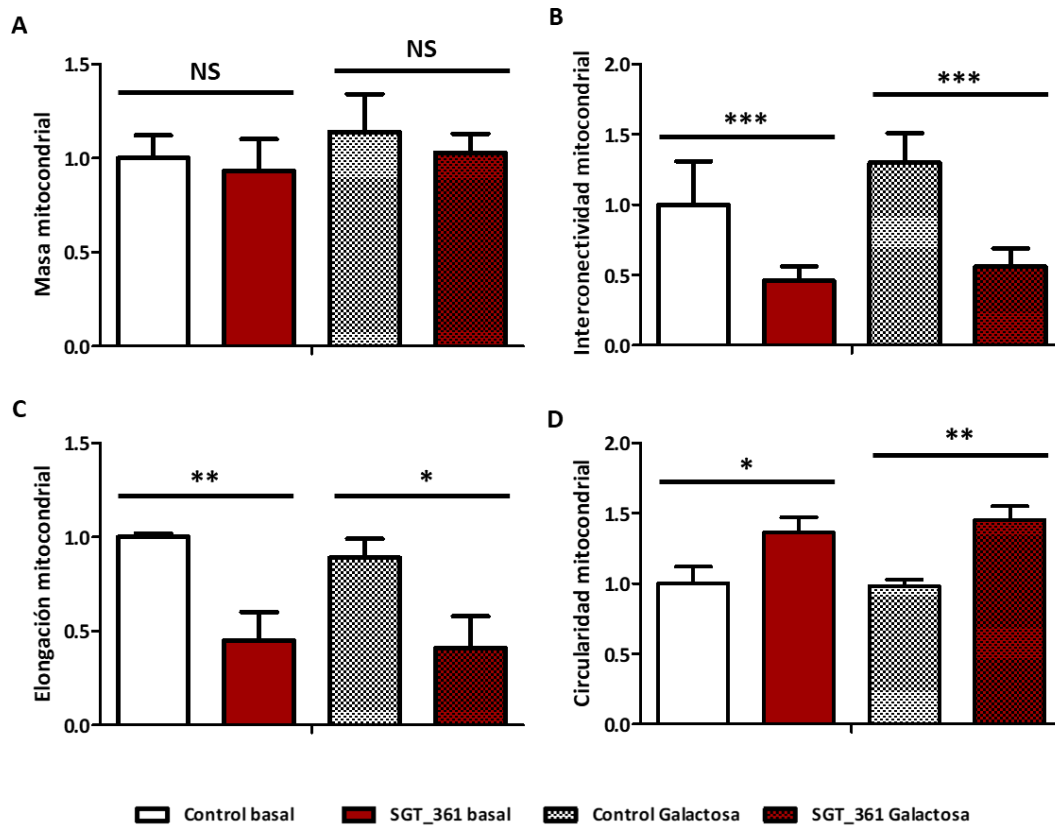 A
Masa mitocondrial
1.5
1.0
0.5
0.0
NS
NS
B
Interconectividad mitocondrial
2.0
1.5
1.0
0.5
0.0
***
***
C
Elongación mitocondrial
1.5
1.0
0.5
0.0
**
*
D
Circularidad mitocondrial
2.0
1.5
1.0
0.5
0.0
*
**
Control basal SGT_361 basal Control Galactosa SGT_361 Galactosa